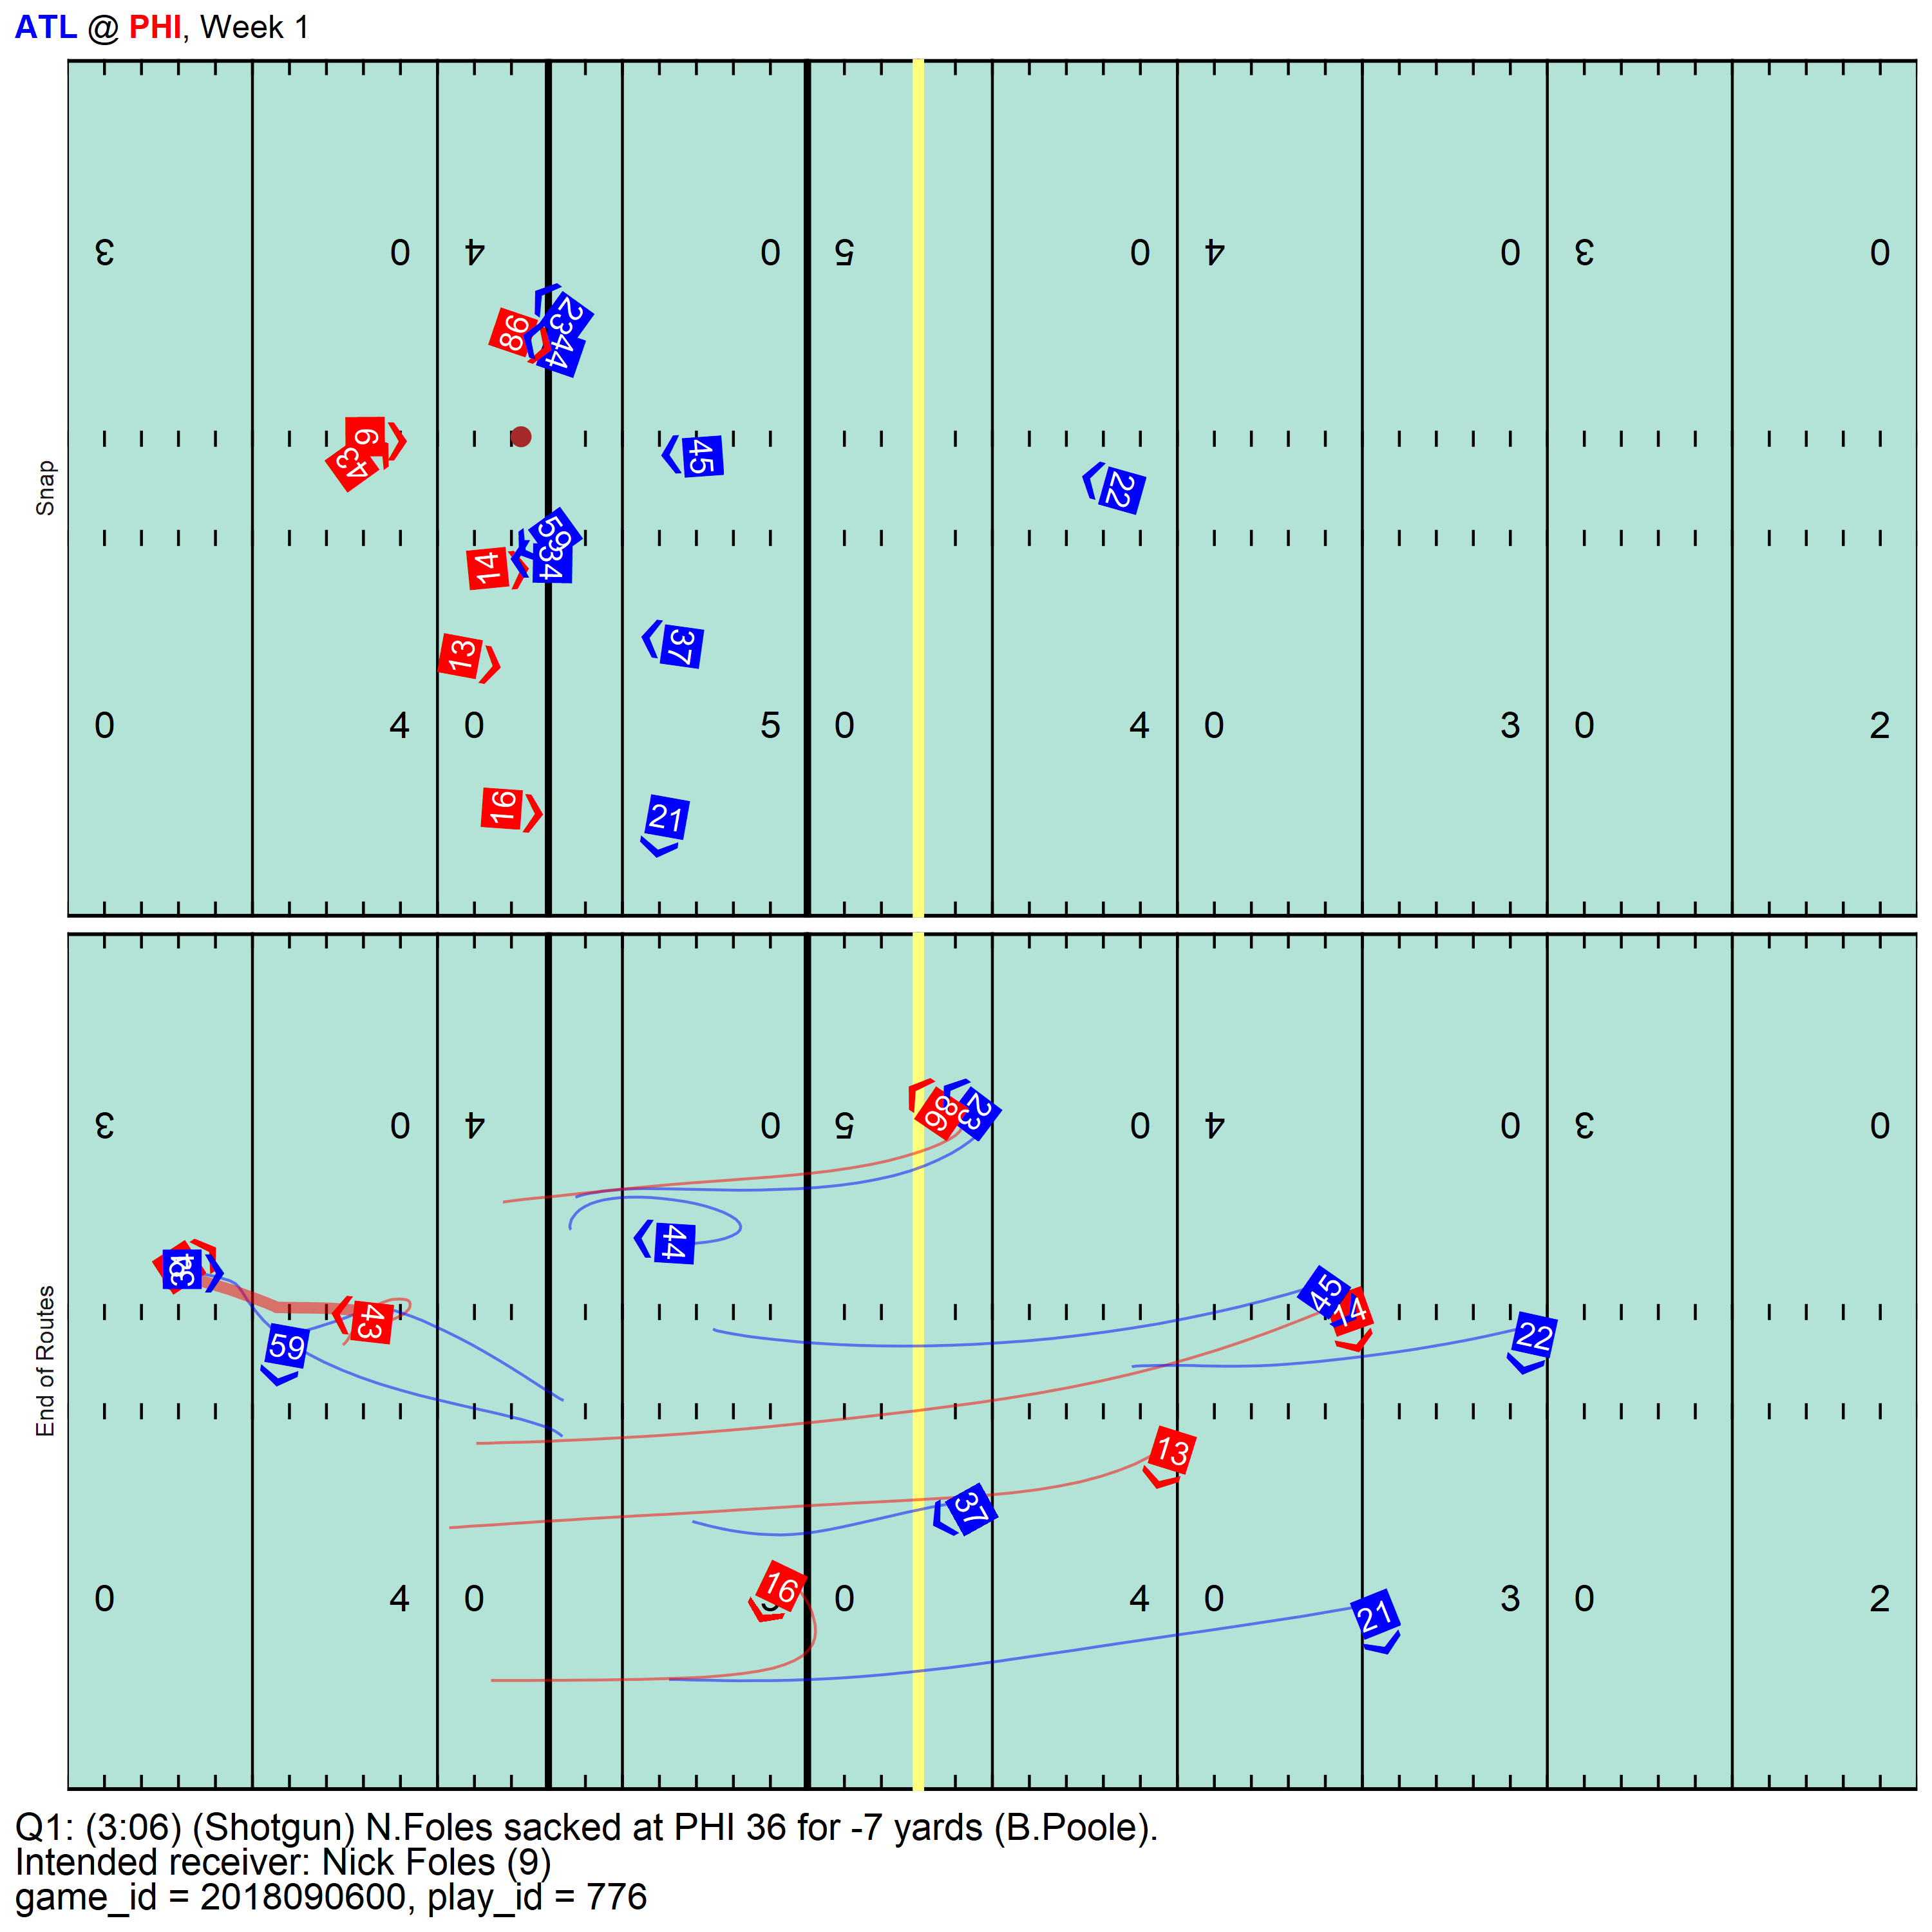 ATL @ PHI, Week 1
3 0 4 0 5 0 4 0 3 0
23
86
44
9
43
45
22
59
14
34
13
37
0 4 0 5 0 4 0 3 0 2
16
21
Snap
86
23
3 0 4 0 5 0 4 0 3 0
44
34
43
45
14
59
22
13
37
16
0 4 0 0 4 0 3 0 2
21
End of Routes
Q1: (3:06) (Shotgun) N.Foles sacked at PHI 36 for -7 yards (B.Poole).
Intended receiver: Nick Foles (9)
game_id = 2018090600, play_id = 776